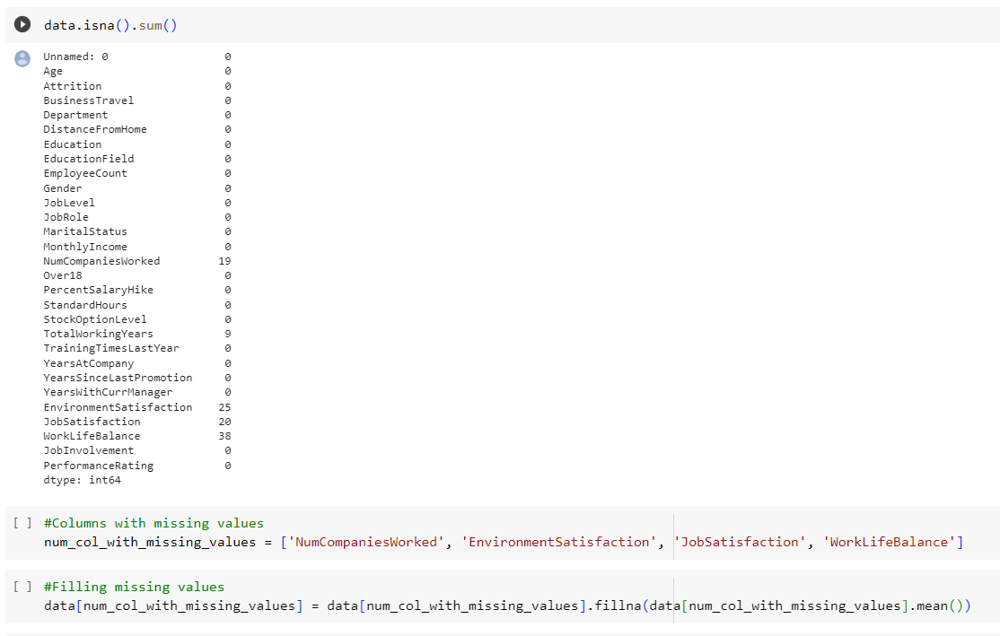 data.isna().sum()
Unnamed: 0 0
Age 0
Attrition 0
BusinessTravel 0
Department 0
DistanceFromHome 0
Education 0
EducationField 0
EmployeeCount 0
Gender 0
JobLevel 0
JobRole 0
MaritalStatus 0
MonthlyIncome 0
NumCompaniesWorked 19
Over18 0
PercentSalaryHike 0
StandardHours 0
StockOptionLevel 0
TotalWorkingYears 9
TrainingTimesLastYear 0
YearsAtCompany 0
YearsSinceLastPromotion 0
YearsWithCurrManager 0
EnvironmentSatisfaction 25
JobSatisfaction 20
WorkLifeBalance 38
JobInvolvement 0
PerformanceRating 0
dtype: int64
[ ] #Columns with missing values
num_col_with_missing_values = ['NumCompaniesWorked', 'EnvironmentSatisfaction', 'JobSatisfaction', 'WorkLifeBalance']
[ ] #Filling missing values
data[num_col_with_missing_values] = data[num_col_with_missing_values].fillna(data[num_col_with_missing_values].mean())